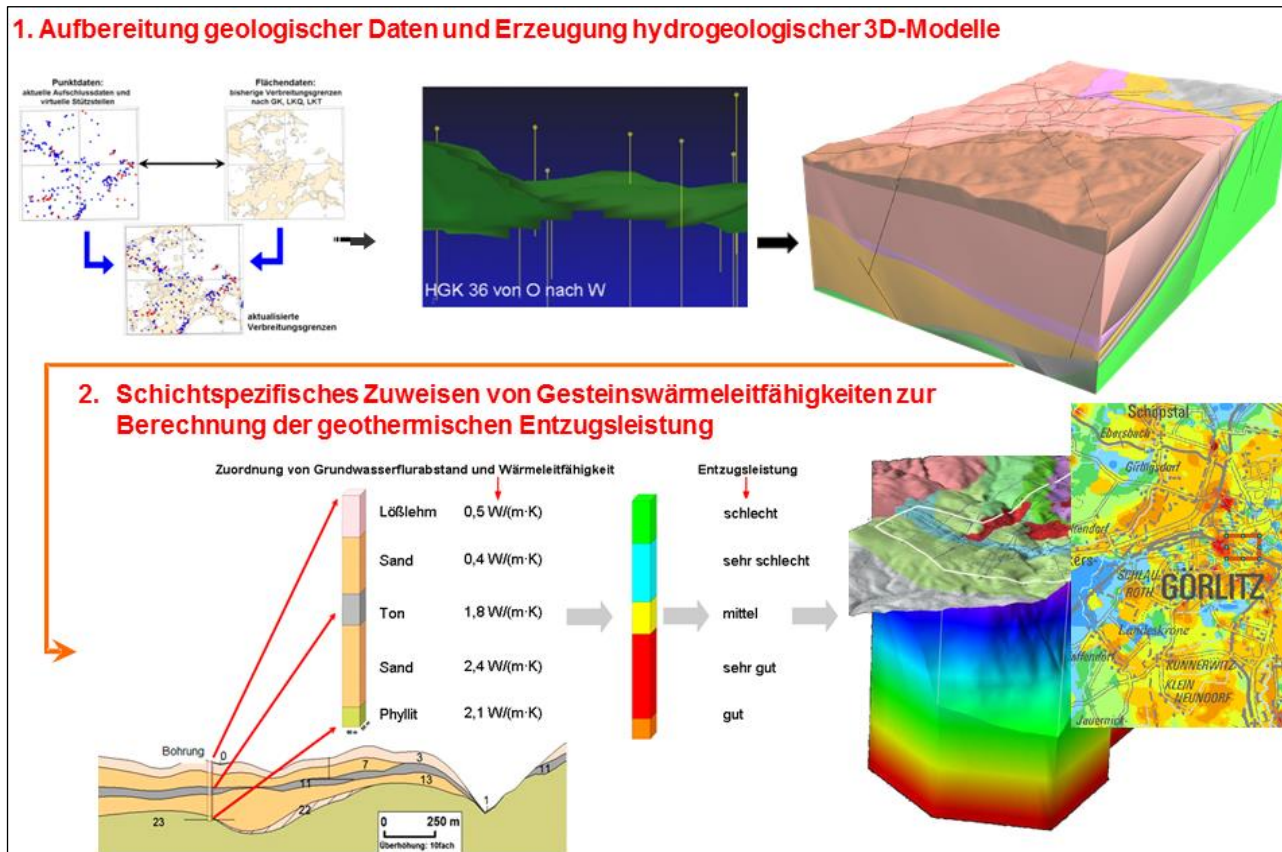 1. Aufbereitung geologischer Daten und Erzeugung hydrogeologischer 3D-Modelle
Punktdaten:
aktuelle Aufschlussdaten und
virtuelle Stützstellen
Flächendaten:
bisherige Verbreitungsgrenzen
nach GK, LKQ, LKT
aktualisierte
Verbreitungsgrenzen
HGK 36 von O nach W
2. Schichtspezifisches Zuweisen von Gesteinswärmeleitfähigkeiten zur
Berechnung der geothermischen Entzugsleistung
Zuordnung von Grundwasserflurabstand und Wärmeleitfähigkeit
Entzugsleistung
Lößlehm 0,5 W/(m·K) schlecht
Sand 0,4 W/(m·K) sehr schlecht
Ton 1,8 W/(m·K) mittel
Sand 2,4 W/(m·K) sehr gut
Phyllit 2,1 W/(m·K) gut
Bohrung
0
3
7
11
13
11
1
22
23
0 250 m
Überhöhung: 10fach
Schöpstal
Ebersbach
Girbigsdorf
SCHLAU
ROTH
GÖRLITZ
Landeskrone
KUNNERWITZ
KLEIN
NEUNDORF
Jauernick